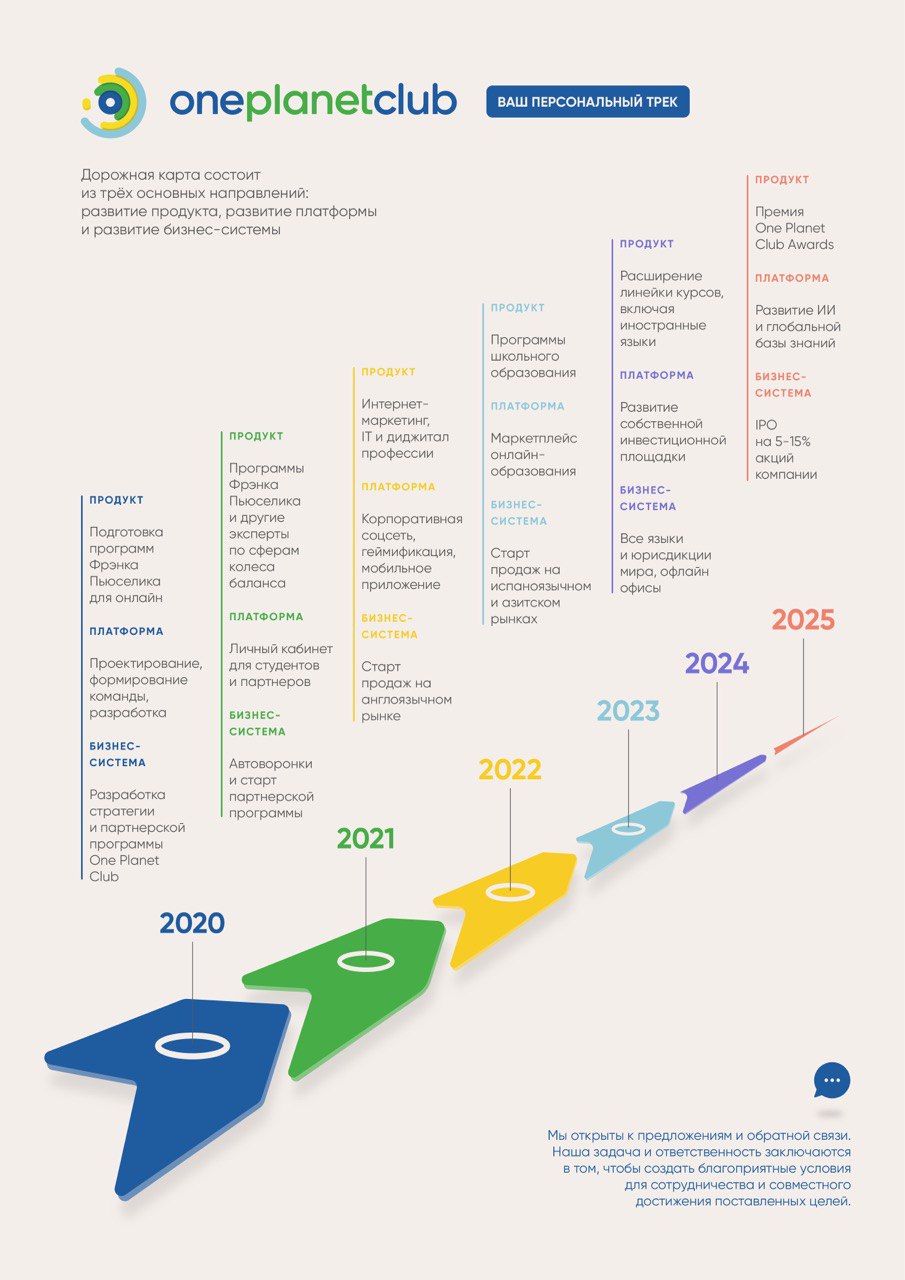 oneplanetclub
ВАШ ПЕРСОНАЛЬНЫЙ ТРЕК
Дорожная карта состоит
из трёх основных направлений:
развитие продукта, развитие платформы
и развитие бизнес-системы
ПРОДУКТ
Подготовка
программ
Фрэнка
Пьюселика
для онлайн
ПЛАТФОРМА
Проектирование,
формирование
команды,
разработка
БИЗНЕС-
СИСТЕМА
Разработка
стратегии
и партнерской
программы
One Planet
Club
2020
ПРОДУКТ
Программы
Фрэнка
Пьюселика
и другие
эксперты
по сферам
колеса
баланса
ПЛАТФОРМА
Личный кабинет
для студентов
и партнеров
БИЗНЕС-
СИСТЕМА
Автоворонки
и старт
партнерской
программы
2021
ПРОДУКТ
Интернет-
маркетинг,
IT и диджитал
профессии
ПЛАТФОРМА
Корпоративная
соцсеть,
геймификация,
мобильное
приложение
БИЗНЕС-
СИСТЕМА
Старт
продаж на
англоязычном
рынке
2022
ПРОДУКТ
Программы
школьного
образования
ПЛАТФОРМА
Маркетплейс
онлайн-
образования
БИЗНЕС-
СИСТЕМА
Старт
продаж на
испаноязычном
и азитском
рынках
2023
ПРОДУКТ
Расширение
линейки курсов,
включая
иностранные
языки
ПЛАТФОРМА
Развитие
собственной
инвестиционной
площадки
БИЗНЕС-
СИСТЕМА
Все языки
и юрисдикции
мира, офлайн
офисы
2024
ПРОДУКТ
Премия
One Planet
Club Awards
ПЛАТФОРМА
Развитие ИИ
и глобальной
базы знаний
БИЗНЕС-
СИСТЕМА
IPO
на 5-15%
акций
компании
2025
Мы открыты к предложениям и обратной связи.
Наша задача и ответственность заключаются
в том, чтобы создать благоприятные условия
для сотрудничества и совместного
достижения поставленных целей.